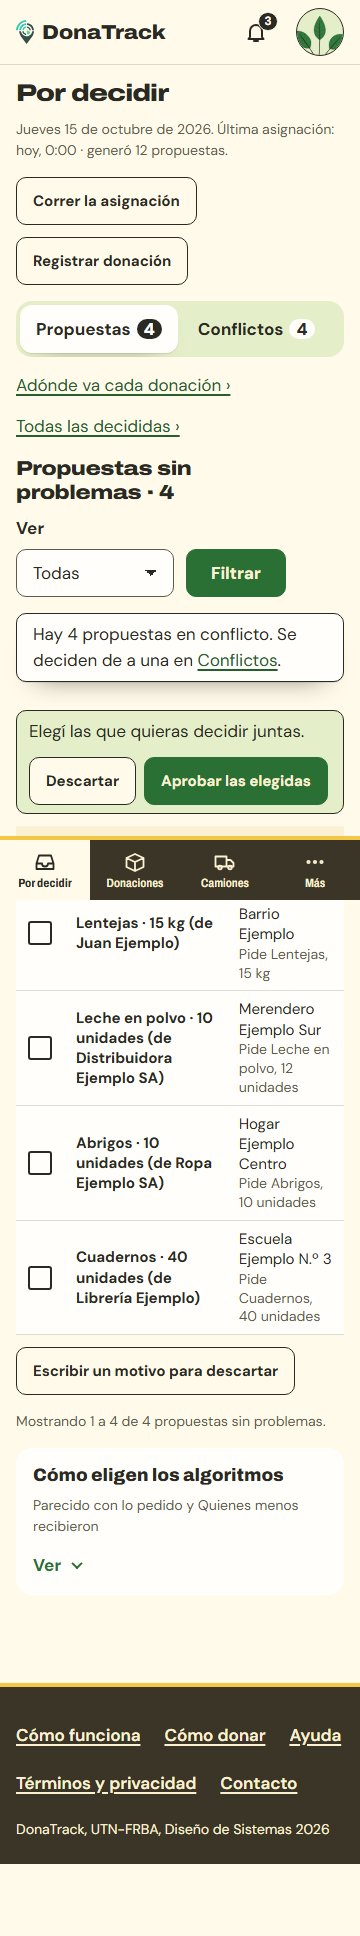 DonaTrack
3
Por decidir
Jueves 15 de octubre de 2026. Última asignación:
hoy, 0:00 · generó 12 propuestas.
Correr la asignación
Registrar donación
Propuestas 4
Conflictos 4
Adónde va cada donación ›
Todas las decididas ›
Propuestas sin
problemas · 4
Ver
Todas
Filtrar
Hay 4 propuestas en conflicto. Se
deciden de a una en Conflictos.
Elegí las que quieras decidir juntas.
Descartar
Aprobar las elegidas
Por decidir
Donaciones
Camiones
Más
Lentejas · 15 kg (de
Juan Ejemplo)
Barrio
Ejemplo
Pide Lentejas,
15 kg
Leche en polvo · 10
unidades (de
Distribuidora
Ejemplo SA)
Merendero
Ejemplo Sur
Pide Leche en
polvo, 12
unidades
Abrigos · 10
unidades (de Ropa
Ejemplo SA)
Hogar
Ejemplo
Centro
Pide Abrigos,
10 unidades
Cuadernos · 40
unidades (de
Librería Ejemplo)
Escuela
Ejemplo N.º 3
Pide
Cuadernos,
40 unidades
Escribir un motivo para descartar
Mostrando 1 a 4 de 4 propuestas sin problemas.
Cómo eligen los algoritmos
Parecido con lo pedido y Quienes menos
recibieron
Ver
Cómo funciona
Cómo donar
Ayuda
Términos y privacidad
Contacto
DonaTrack, UTN-FRBA, Diseño de Sistemas 2026